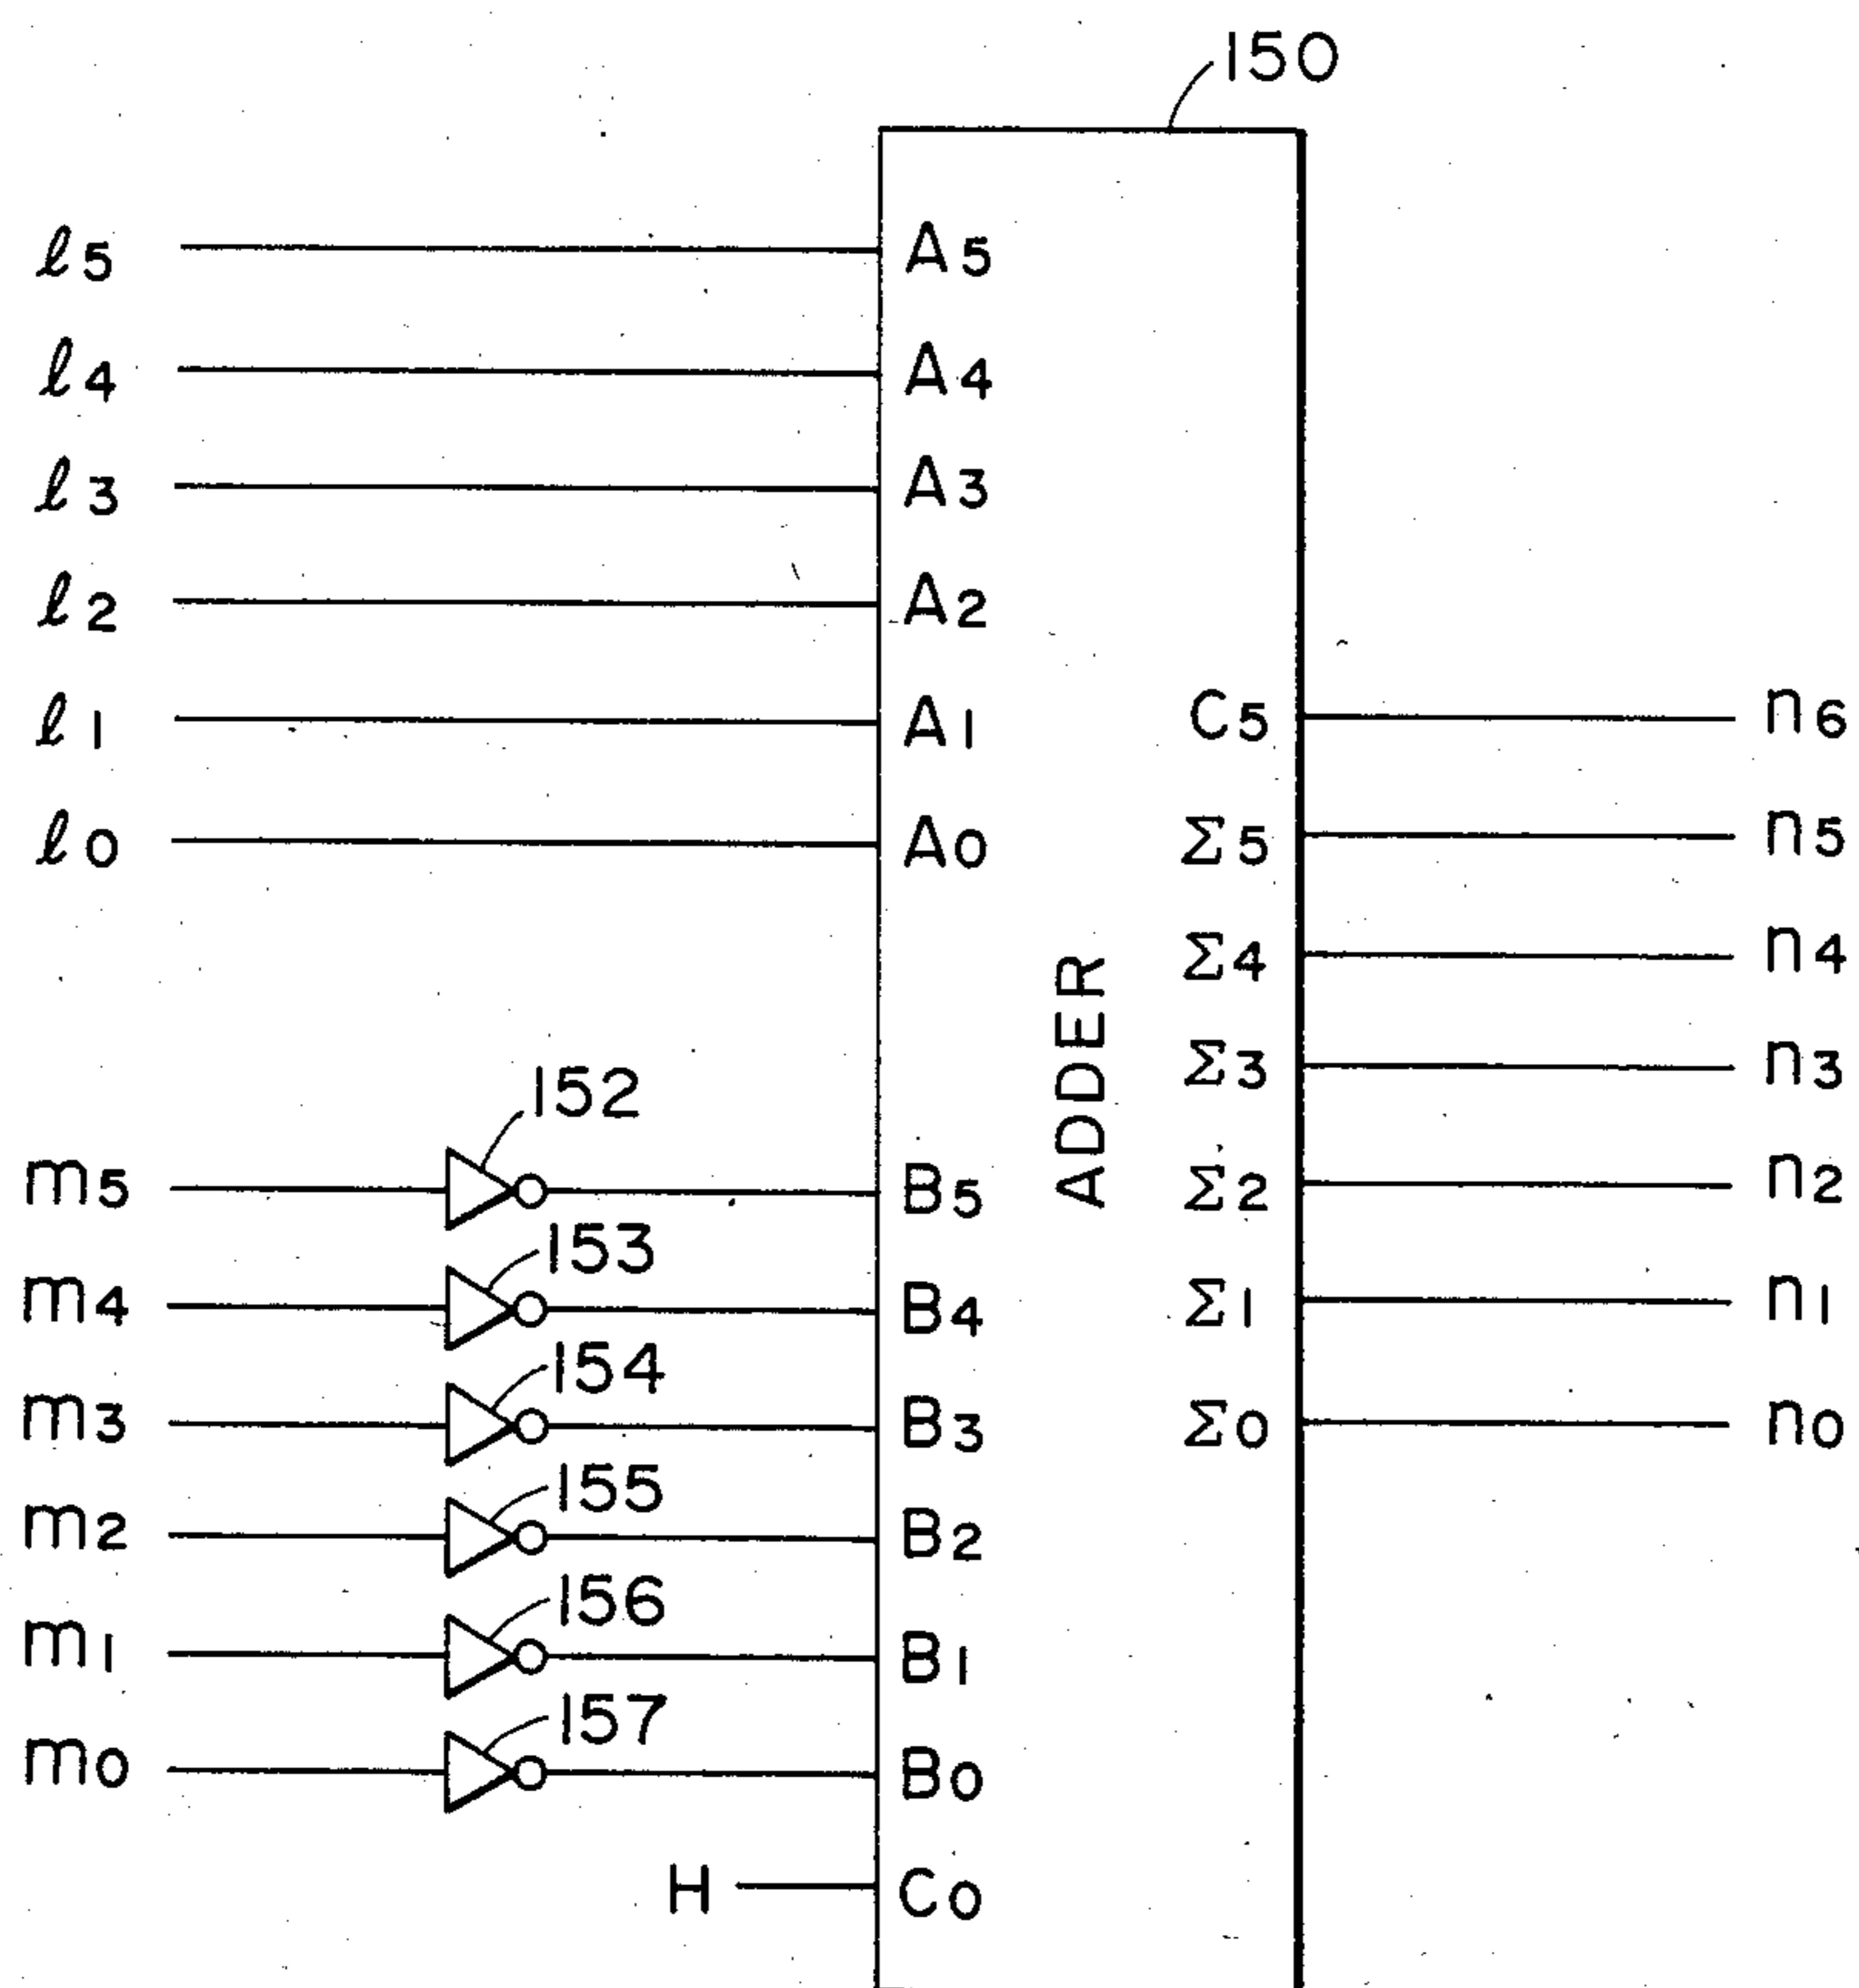 150
ℓ5 A5
ℓ4 A4
ℓ3 A3
ℓ2 A2
ℓ1 A1 C5 n6
ℓ0 A0 Σ5 n5
Σ4 n4
ADDER
Σ3 n3
152
m5 B5 Σ2 n2
153
m4 B4 Σ1 n1
154
m3 B3 Σ0 n0
155
m2 B2
156
m1 B1
157
m0 B0
H C0